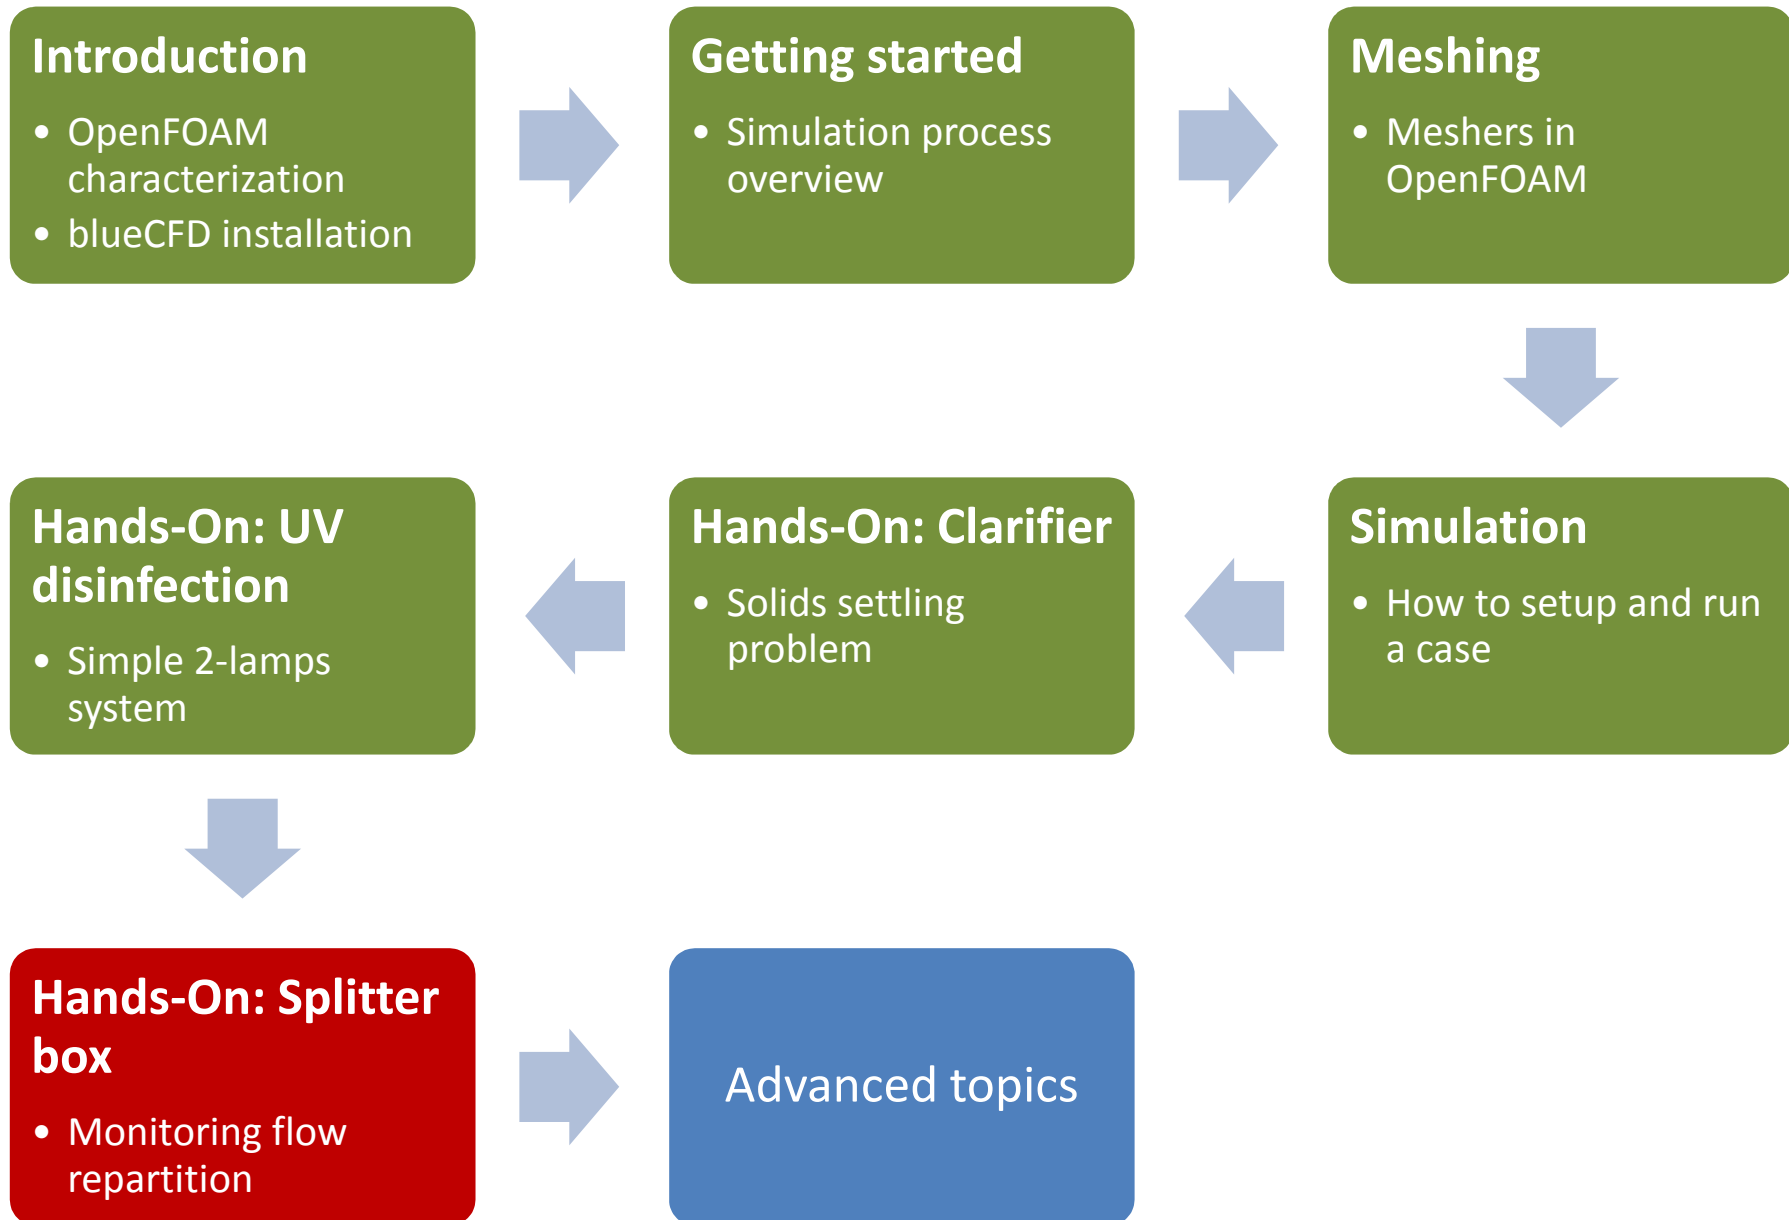 Introduction
• OpenFOAM
characterization
• blueCFD installation
Getting started
• Simulation process
overview
Meshing
• Meshers in
OpenFOAM
Simulation
• How to setup and run
a case
Hands-On: Clarifier
• Solids settling
problem
Hands-On: UV
disinfection
• Simple 2-lamps
system
Hands-On: Splitter
box
• Monitoring flow
repartition
Advanced topics